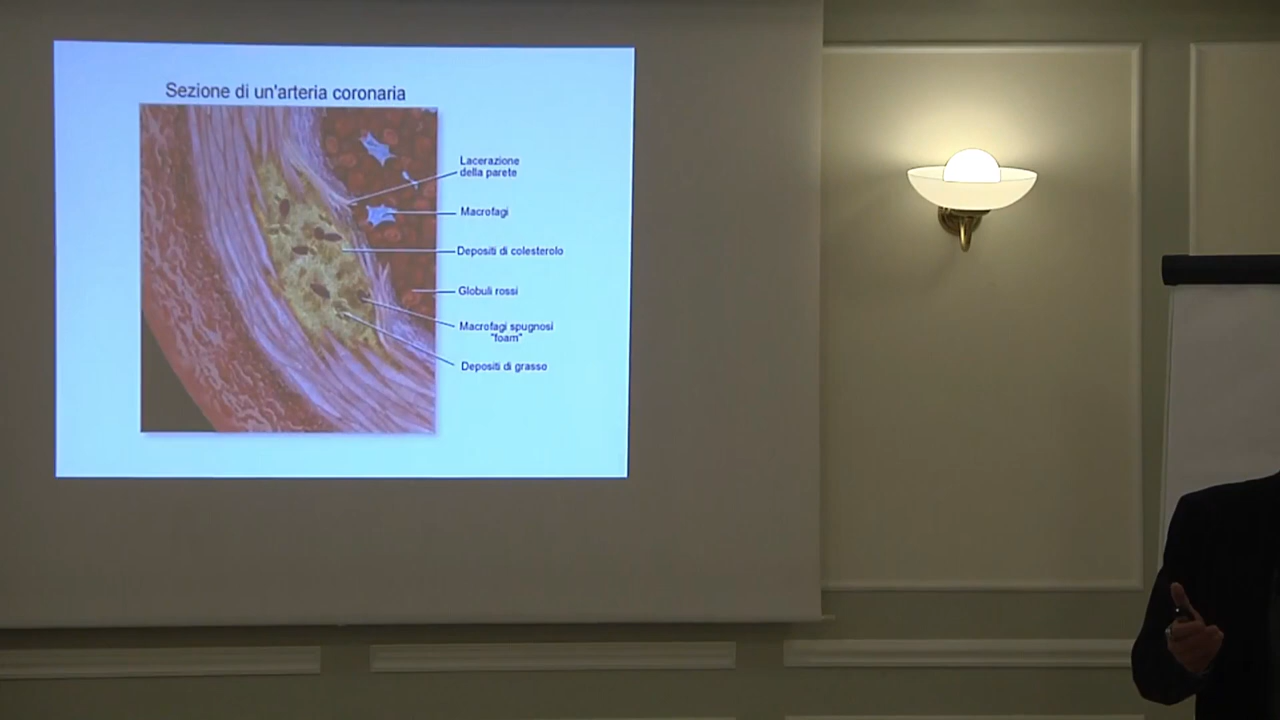 Sezione di un'arteria coronaria
Lacerazione
della parete
Macrofagi
Depositi di colesterolo
Globuli rossi
Macrofagi spugnosi
"foam"
Depositi di grasso